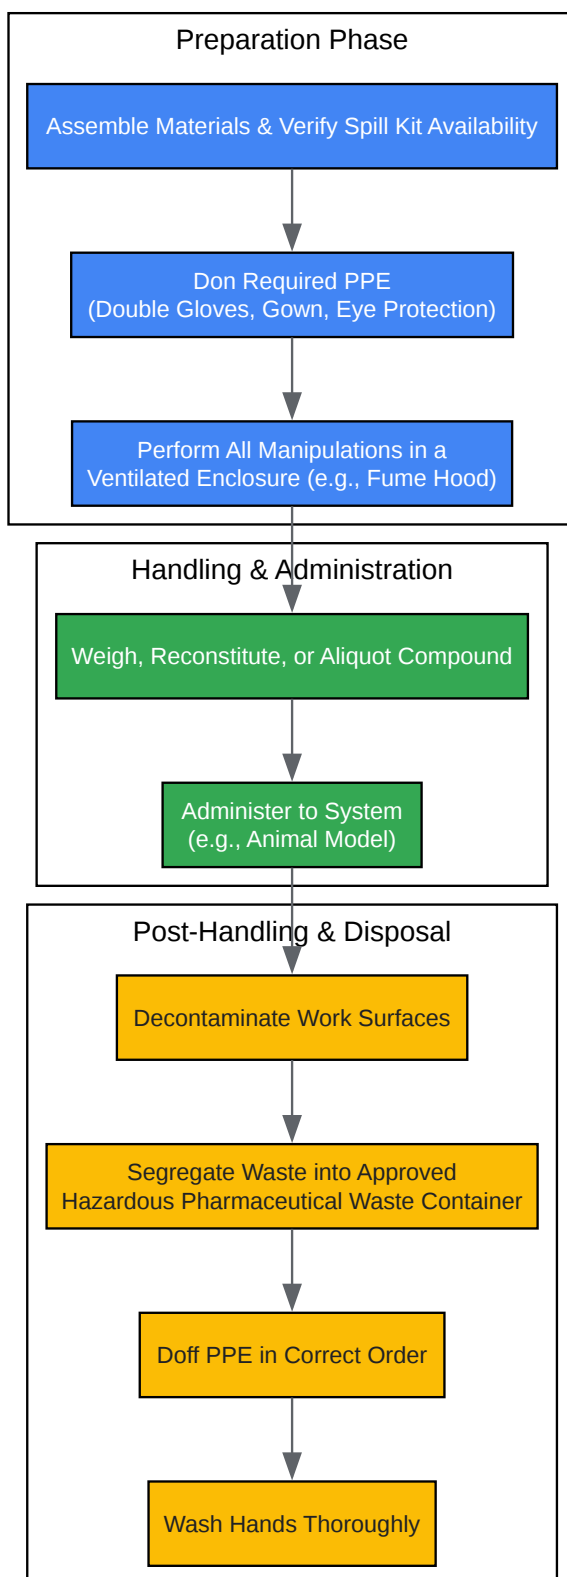 Preparation Phase
Assemble Materials & Verify Spill Kit Availability
Don Required PPE
(Double Gloves, Gown, Eye Protection)
Perform All Manipulations in a
Ventilated Enclosure (e.g., Fume Hood)
Handling & Administration
Weigh, Reconstitute, or Aliquot Compound
Administer to System
(e.g., Animal Model)
Post-Handling & Disposal
Decontaminate Work Surfaces
Segregate Waste into Approved
Hazardous Pharmaceutical Waste Container
Doff PPE in Correct Order
Wash Hands Thoroughly